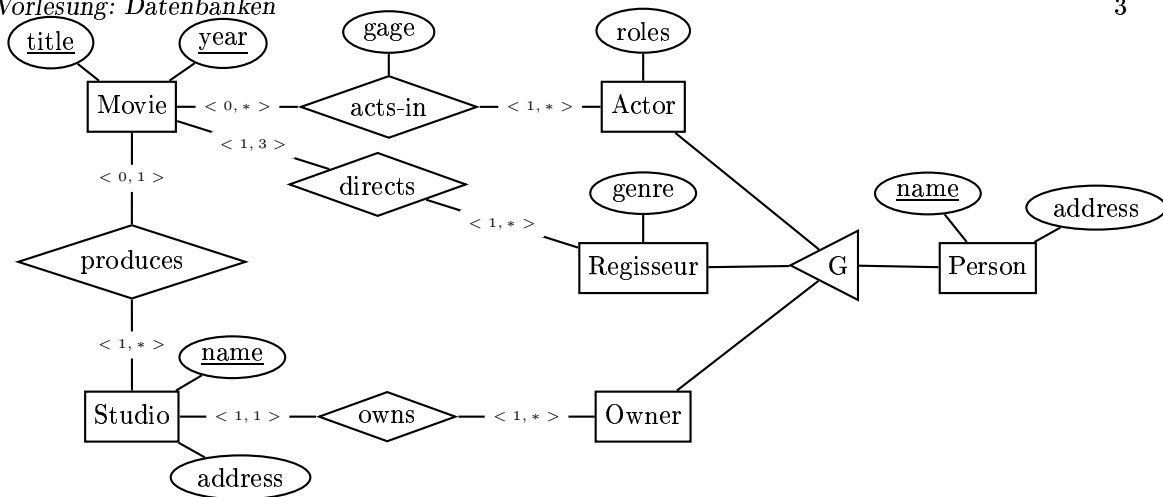 Vorlesung: Datenbanken 3
title
year
gage
roles
Movie
< 0, * >
acts-in
< 1, * >
Actor
< 1, 3 >
directs
< 0, 1 >
genre
name
address
< 1, * >
produces
Regisseur
G
Person
< 1, * >
name
Studio
< 1, 1 >
owns
< 1, * >
Owner
address